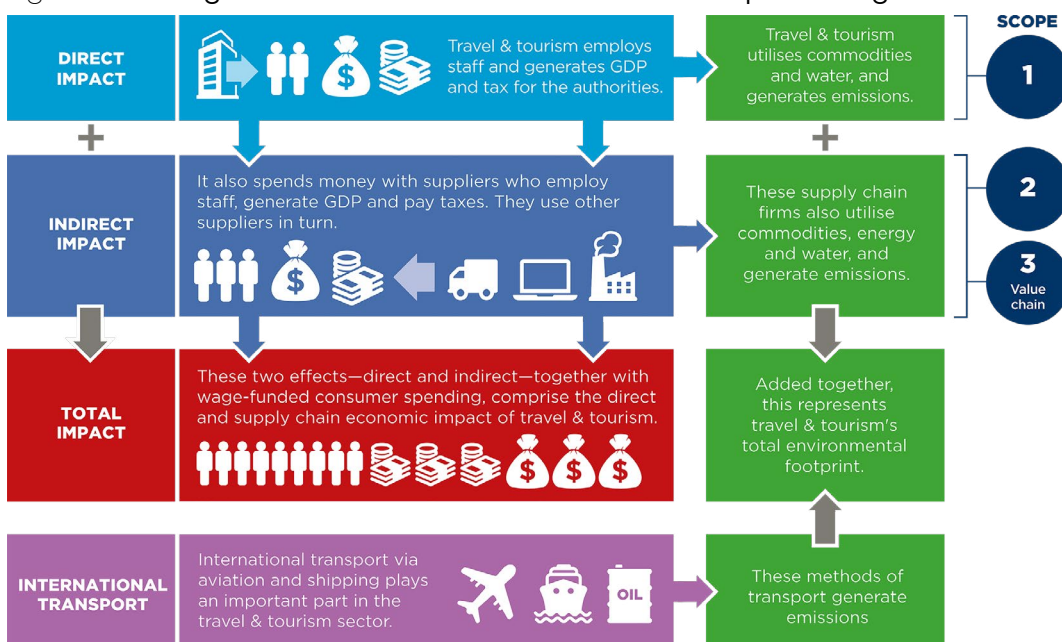 DIRECT
IMPACT
$
Travel & tourism employs
staff and generates GDP
and tax for the authorities.
Travel & tourism
utilises commodities
and water, and
generates emissions.
SCOPE
1
+
+
INDIRECT
IMPACT
It also spends money with suppliers who employ
staff, generate GDP and pay taxes. They use other
suppliers in turn.
$
These supply chain
firms also utilise
commodities, energy
and water, and
generate emissions.
2
3
Value
chain
TOTAL
IMPACT
These two effects—direct and indirect—together with
wage-funded consumer spending, comprise the direct
and supply chain economic impact of travel & tourism.
$ $ $
Added together,
this represents
travel & tourism's
total environmental
footprint.
INTERNATIONAL
TRANSPORT
International transport via
aviation and shipping plays
an important part in the
travel & tourism sector.
OIL
These methods of
transport generate
emissions